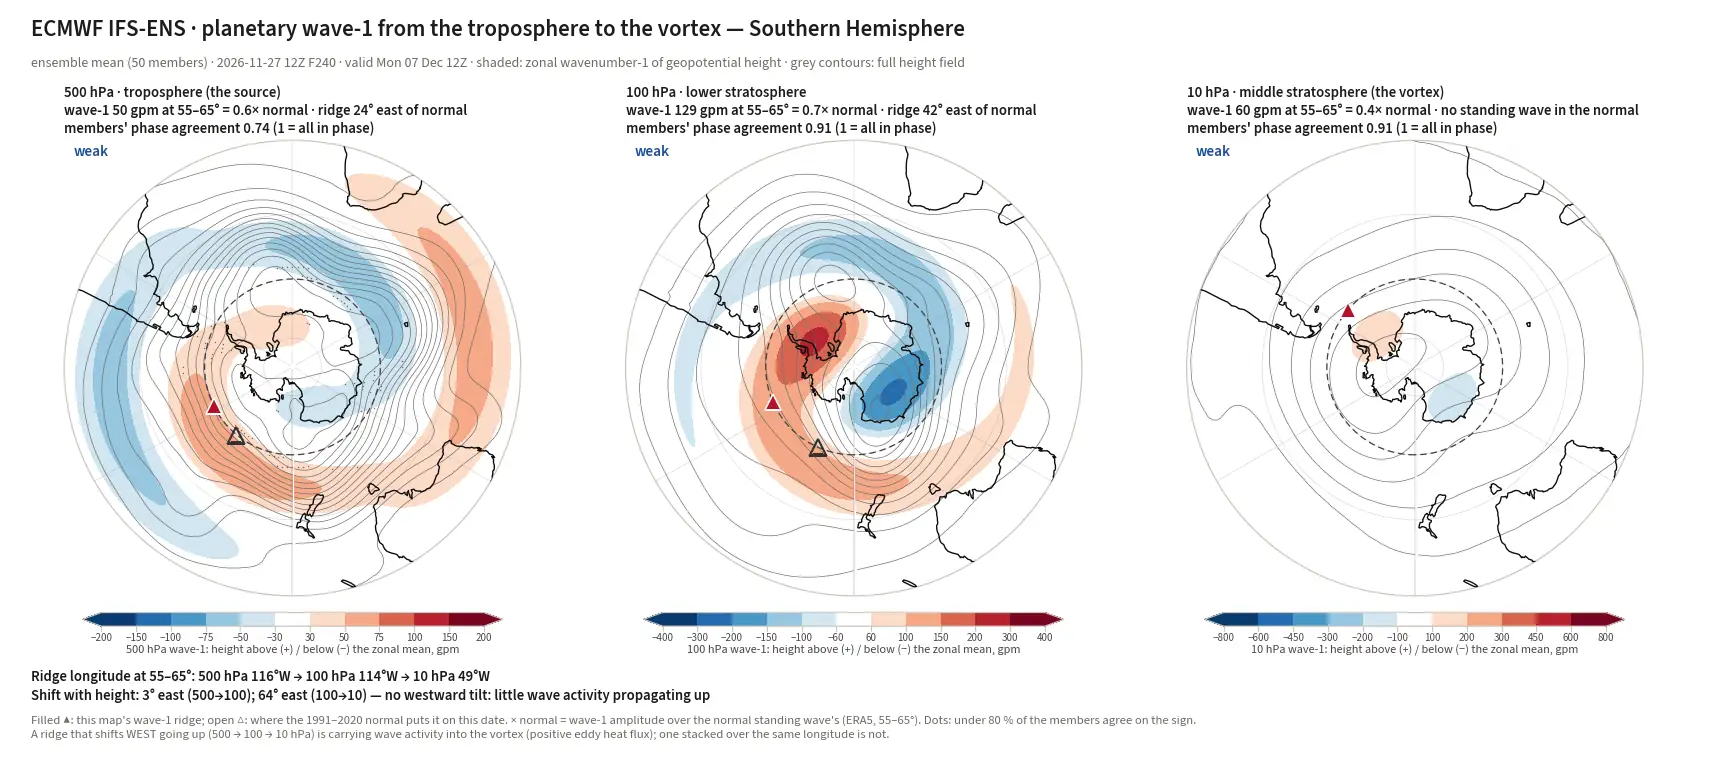 ECMWF IFS-ENS · planetary wave-1 from the troposphere to the vortex — Southern Hemisphere
ensemble mean (50 members) · 2026-11-27 12Z F240 · valid Mon 07 Dec 12Z · shaded: zonal wavenumber-1 of geopotential height · grey contours: full height field
500 hPa · troposphere (the source)
wave-1 50 gpm at 55–65° = 0.6× normal · ridge 24° east of normal
members' phase agreement 0.74 (1 = all in phase)
weak
100 hPa · lower stratosphere
wave-1 129 gpm at 55–65° = 0.7× normal · ridge 42° east of normal
members' phase agreement 0.91 (1 = all in phase)
weak
10 hPa · middle stratosphere (the vortex)
wave-1 60 gpm at 55–65° = 0.4× normal · no standing wave in the normal
members' phase agreement 0.91 (1 = all in phase)
weak
−200 −150 −100 −75 −50 −30 30 50 75 100 150 200
500 hPa wave-1: height above (+) / below (−) the zonal mean, gpm
−400 −300 −200 −150 −100 −60 60 100 150 200 300 400
100 hPa wave-1: height above (+) / below (−) the zonal mean, gpm
−800 −600 −450 −300 −200 −100 100 200 300 450 600 800
10 hPa wave-1: height above (+) / below (−) the zonal mean, gpm
Ridge longitude at 55–65°: 500 hPa 116°W → 100 hPa 114°W → 10 hPa 49°W
Shift with height: 3° east (500→100); 64° east (100→10) — no westward tilt: little wave activity propagating up
Filled ▲: this map's wave-1 ridge; open △: where the 1991–2020 normal puts it on this date. × normal = wave-1 amplitude over the normal standing wave's (ERA5, 55–65°). Dots: under 80 % of the members agree on the sign.
A ridge that shifts WEST going up (500 → 100 → 10 hPa) is carrying wave activity into the vortex (positive eddy heat flux); one stacked over the same longitude is not.